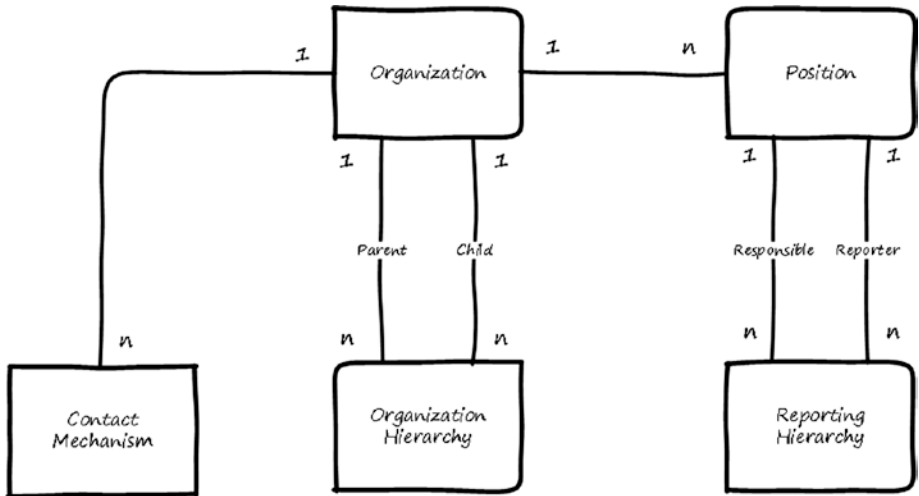 1
Organization
1
n
Position
1
1
1
1
Parent
Child
Responsible
Reporter
n
n
n
n
n
Contact
Mechanism
Organization
Hierarchy
Reporting
Hierarchy